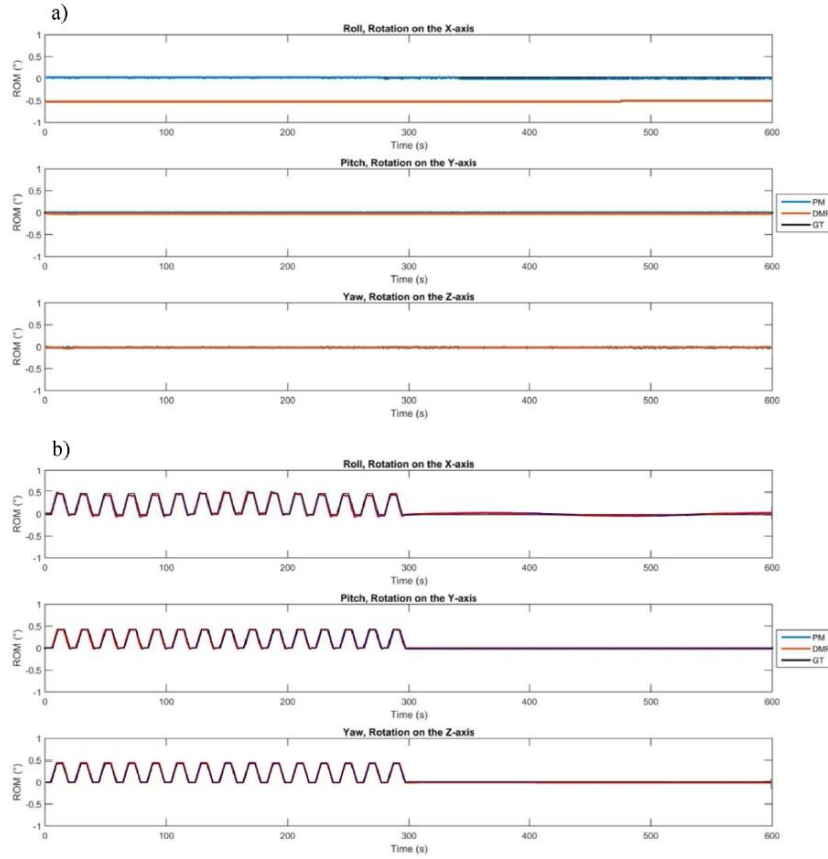 a)
Roll, Rotation on the X-axis
1
0.5
0
-0.5
-1
ROM (°)
0 100 200 300 400 500 600
Time (s)
Pitch, Rotation on the Y-axis
1
0.5
0
-0.5
-1
ROM (°)
0 100 200 300 400 500 600
Time (s)
PM
DMP
GT
Yaw, Rotation on the Z-axis
1
0.5
0
-0.5
-1
ROM (°)
0 100 200 300 400 500 600
Time (s)
b)
Roll, Rotation on the X-axis
1
0.5
0
-0.5
-1
ROM (°)
0 100 200 300 400 500 600
Time (s)
Pitch, Rotation on the Y-axis
1
0.5
0
-0.5
-1
ROM (°)
0 100 200 300 400 500 600
Time (s)
PM
DMP
GT
Yaw, Rotation on the Z-axis
1
0.5
0
-0.5
-1
ROM (°)
0 100 200 300 400 500 600
Time (s)